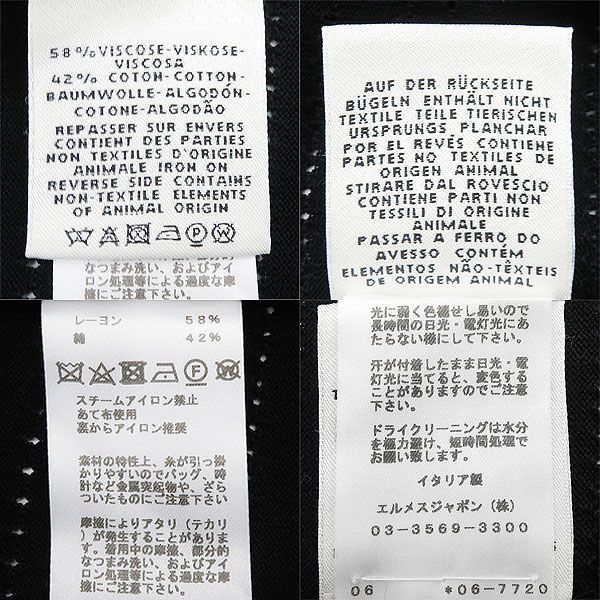 58%VISCOSE-VISKOSE-
VISCOSA
42% COTON-COTTON-
BAUMWOLLE-ALGODÓN-
COTONE-ALGODÃO
REPASSER SUR ENVERS
CONTIENT DES PARTIES
NON TEXTILES D'ORIGINE
ANIMALE IRON ON
REVERSE SIDE CONTAINS
NON-TEXTILE ELEMENTS
OF ANIMAL ORIGIN
なつまみ洗い、およびアイ
ロン処理等による過度な摩
擦にご注意下さい
AUF DER RÜCKSEITE
BÜGELN ENTHÄLT NICHT
TEXTILE TEILE TIERISCHEN
URSPRUNGS PLANCHAR
POR EL REVÉS CONTIENE
PARTES NO TEXTILES DE
ORIGEN ANIMAL
STIRARE DAL ROVESCIO
CONTIENE PARTI NON
TESSILI DI ORIGINE
ANIMALE
PASSAR A FERRO DO
AVESSO CONTÉM
ELEMENTOS NÃO-TÊXTEIS
DE ORIGEM ANIMAL
レーヨン 58%
綿 42%
スチームアイロン禁止
あて布使用
裏からアイロン推奨
素材の特性上、糸が引っ掛
かりやすいのでバッグ、時
計など金属突起物や、ざら
ついたものにご注意下さい
摩擦によりアタリ（テカリ
）が発生することがありま
す。着用中の摩擦、部分的
なつまみ洗い、およびアイ
ロン処理等による過度な摩
擦にご注意下さい
光に弱く色褪せし易いので
長時間の日光・電灯光にあ
たらない様にして下さい。
汗が付着したまま日光・電
灯光に当てると、変色する
ことがありますのでご注意
下さい。
ドライクリーニングは水分
を極力避け、短時間処理で
お願い致します。
イタリア製
エルメスジャポン（株）
03-3569-3300
06 *06-7720